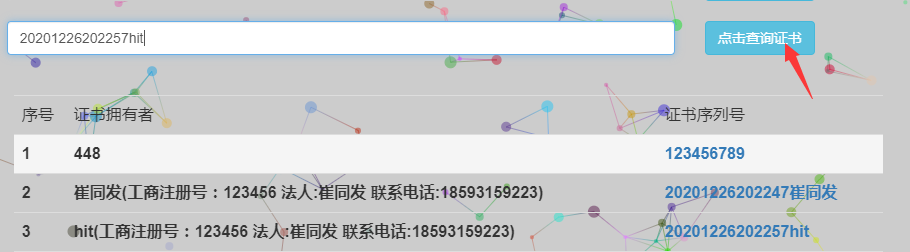 20201226202257hit 点击查询证书
序号 证书拥有者 证书序列号
1 448 123456789
2 崔同发(工商注册号：123456 法人:崔同发 联系电话:18593159223) 20201226202247崔同发
3 hit(工商注册号：123456 法人:崔同发 联系电话:18593159223) 20201226202257hit